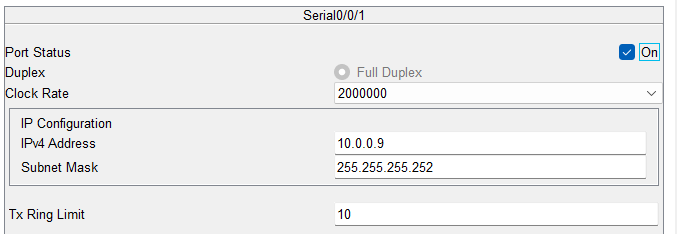 Serial0/0/1
Port Status On
Duplex Full Duplex
Clock Rate 2000000
IP Configuration
IPv4 Address 10.0.0.9
Subnet Mask 255.255.255.252
Tx Ring Limit 10